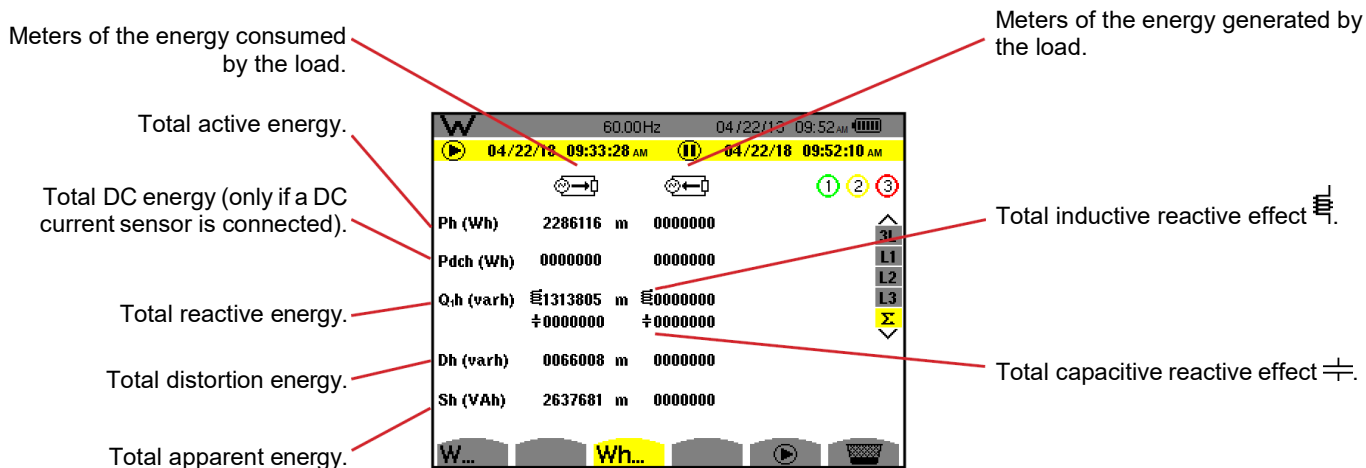 Meters of the energy consumed
by the load.
Meters of the energy generated by
the load.
Total active energy.
Total DC energy (only if a DC
current sensor is connected).
Total reactive energy.
Total distortion energy.
Total apparent energy.
W 60.00Hz 04/22/18 09:52 AM
04/22/18 09:33:28 AM 04/22/18 09:52:10 AM
1 2 3
Ph (Wh) 2286116 m 0000000
Pdch (Wh) 0000000 0000000
Q₁h (varh) 1313805 m 0000000
0000000 0000000
Dh (varh) 0066008 m 0000000
Sh (VAh) 2637681 m 0000000
3L
L1
L2
L3
Σ
W... Wh...
Total inductive reactive effect .
Total capacitive reactive effect .